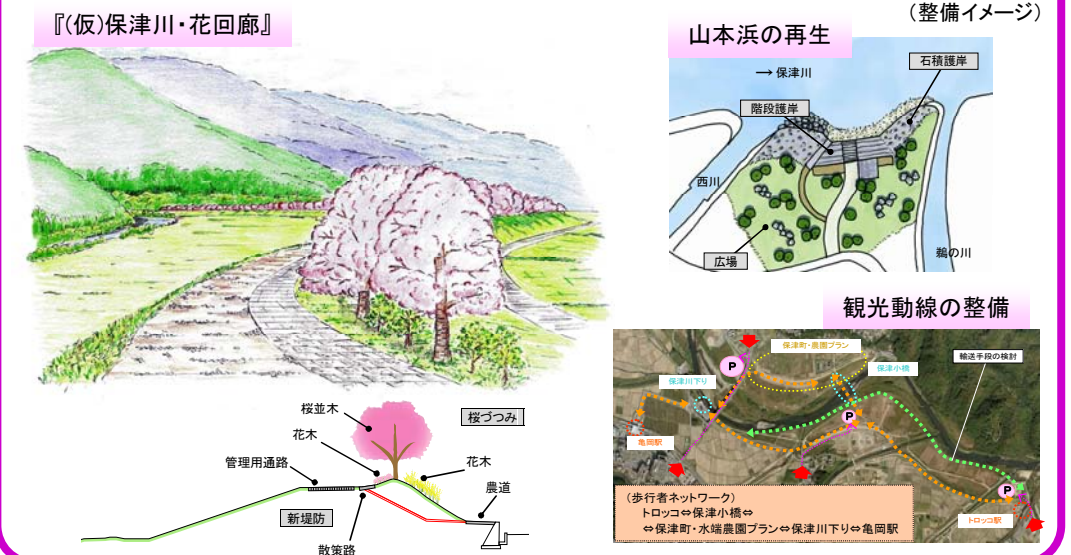 『(仮)保津川・花回廊』
(整備イメージ)
山本浜の再生
→ 保津川
石積護岸
階段護岸
西川
広場
鵜の川
観光動線の整備
保津町・農園プラン
輸送手段の検討
P
保津小橋
保津川下り
P
亀岡駅
P
トロッコ駅
(歩行者ネットワーク)
トロッコ⇔保津小橋⇔
⇔保津町・水端農園プラン⇔保津川下り⇔亀岡駅
桜並木
桜づつみ
花木
管理用通路
花木
農道
新堤防
散策路